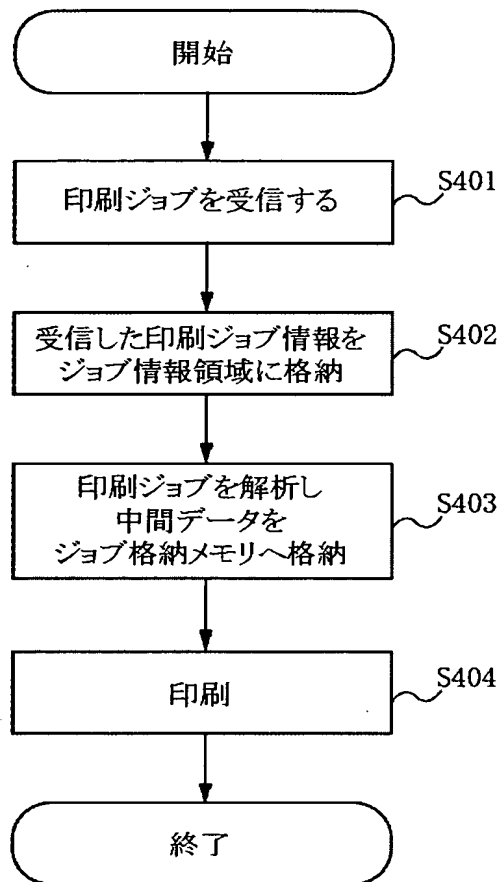 開始
印刷ジョブを受信する
S401
受信した印刷ジョブ情報を
ジョブ情報領域に格納
S402
印刷ジョブを解析し
中間データを
ジョブ格納メモリへ格納
S403
印刷
S404
終了